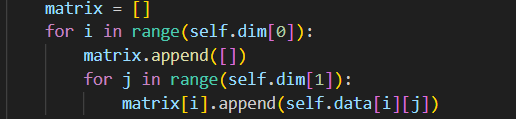 matrix = []
for i in range(self.dim[0]):
    matrix.append([])
    for j in range(self.dim[1]):
        matrix[i].append(self.data[i][j])